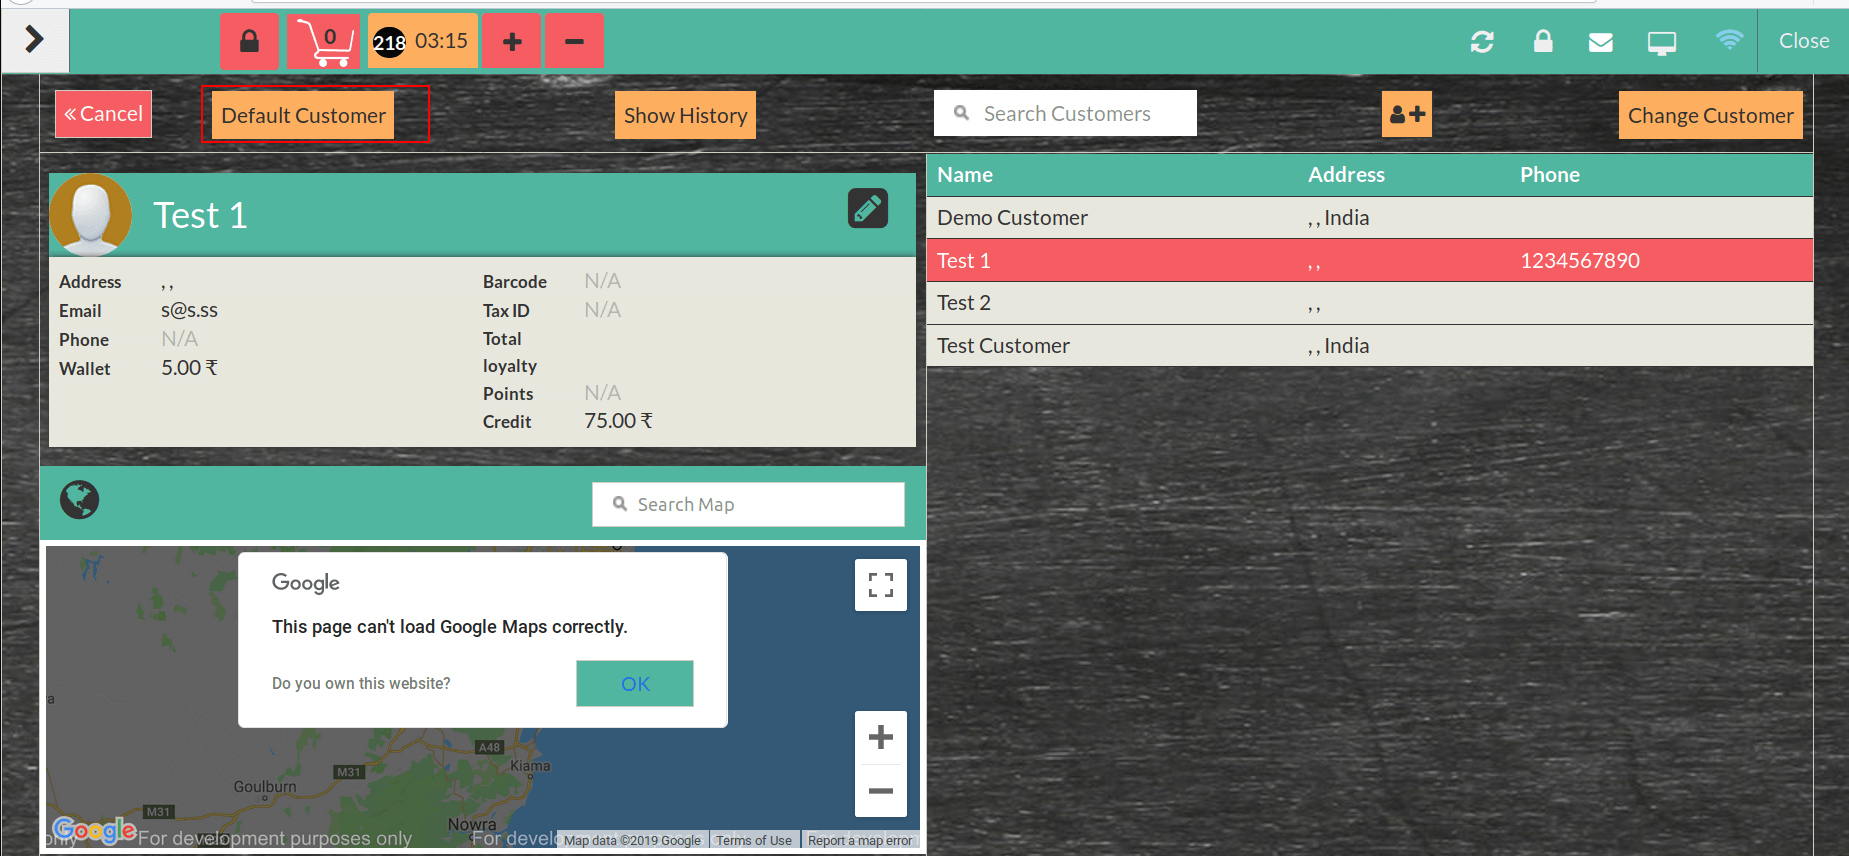 0
218 03:15
Close
« Cancel
Default Customer
Show History
Search Customers
Change Customer
Test 1
Address , ,
Email s@s.ss
Phone N/A
Wallet 5.00 ₹
Barcode N/A
Tax ID N/A
Total
loyalty
Points N/A
Credit 75.00 ₹
Name Address Phone
Demo Customer , , India
Test 1 , , 1234567890
Test 2 , ,
Test Customer , , India
Search Map
Google
This page can't load Google Maps correctly.
Do you own this website?
OK
A48
Kiama
M31
Goulburn
M31
Nowra
Google
only
For development purposes only
For develo
Map data ©2019 Google
Terms of Use
Report a map error